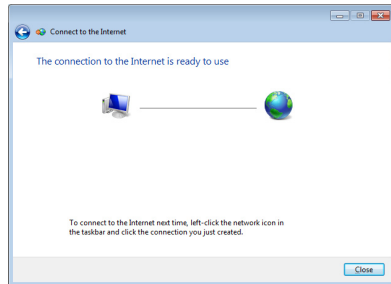 Connect to the Internet
The connection to the Internet is ready to use
To connect to the Internet next time, left-click the network icon in
the taskbar and click the connection you just created.
Close